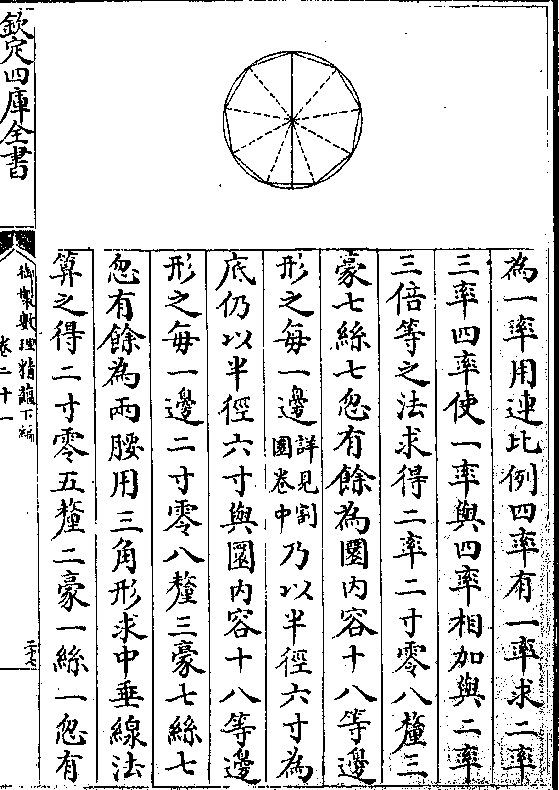 為一率用連比例四率有一率求二率
三率四率使一率與四率相加與二率
三倍等之法求得二率二寸零八釐三
豪七絲七忽有餘為圜内容十八等邊
形之每一邊詳見割圜卷中乃以半徑六寸為
底仍以半徑六寸與圜内容十八等邊
形之每一邊二寸零八釐三豪七絲七
忽有餘為兩腰用三角形求中垂線法
算之得二寸零五釐二豪一絲一忽有
欽定四庫全書
御製數理精蘊下編
卷二十一